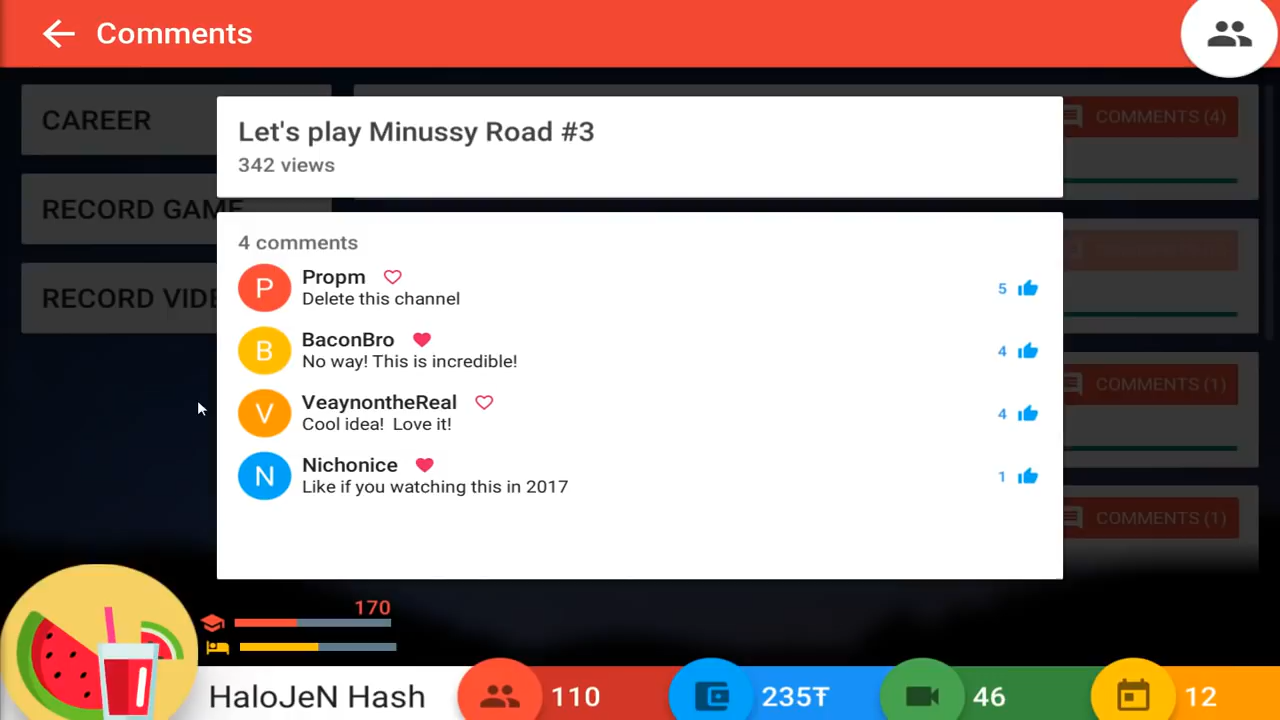 Comments
CAREER
RECORD GAME
RECORD VIDE
Let's play Minussy Road #3
342 views
COMMENTS (4)
4 comments
P
Propm
Delete this channel
5
B
BaconBro
No way! This is incredible!
4
V
VeaynontheReal
Cool idea!  Love it!
4
COMMENTS (1)
N
Nichonice
Like if you watching this in 2017
1
COMMENTS (1)
170
HaloJeN Hash
110
235Ŧ
46
12